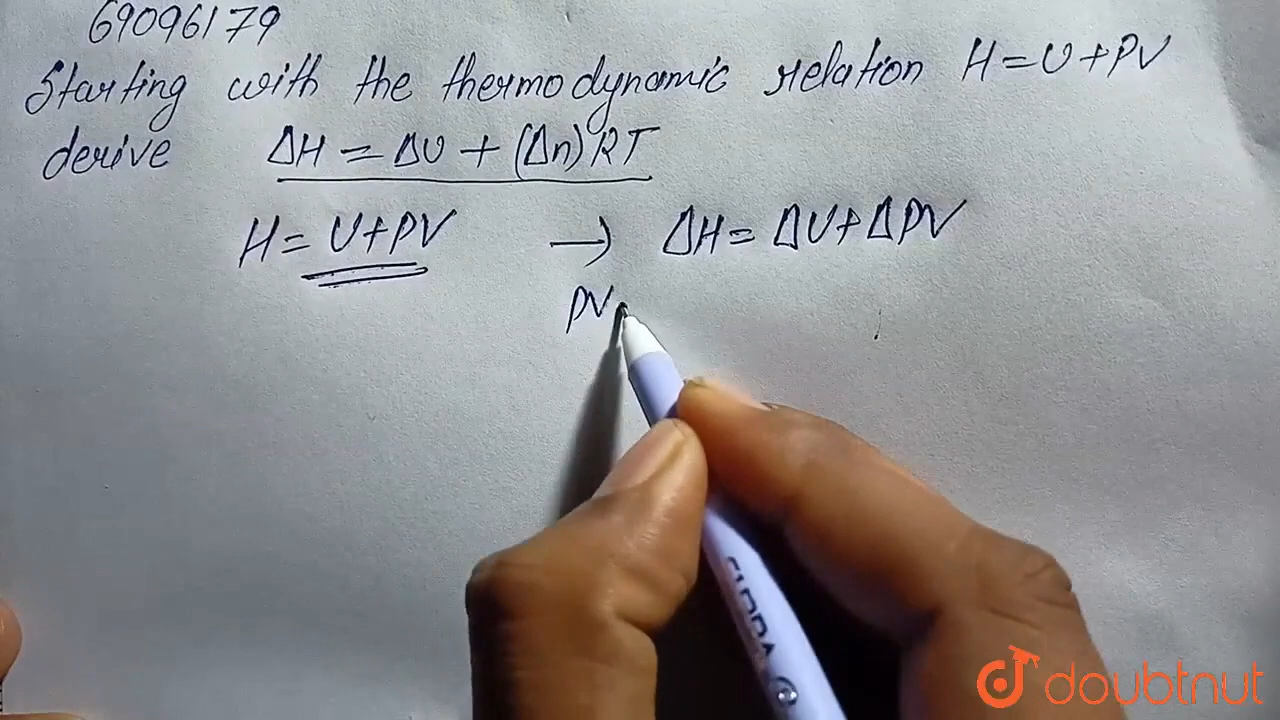 69096179
Starting with the thermodynamic relation H=U+PV
derive ΔH=ΔU+(Δn)RT
H=U+PV → ΔH=ΔU+ΔPV
PV
doubtnut